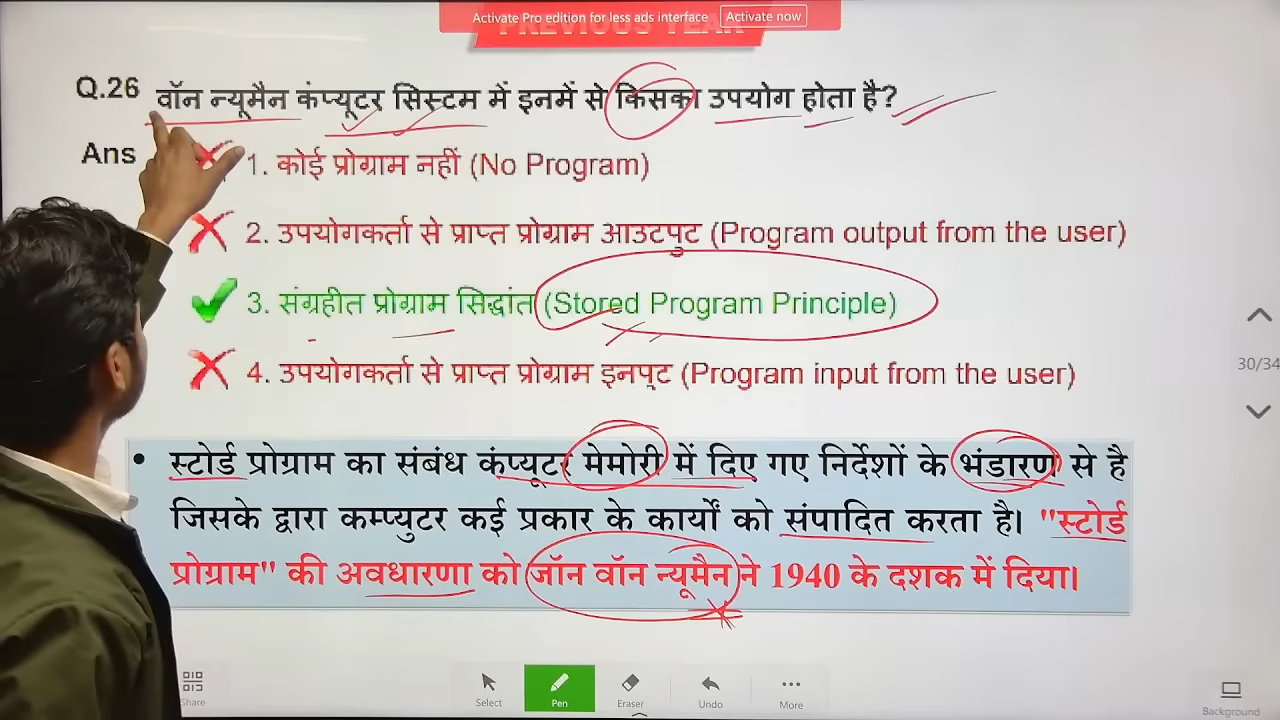 Activate Pro edition for less ads interface Activate now
PREVIOUS YEAR
Q.26 वॉन न्यूमैन कंप्यूटर सिस्टम में इनमें से किसका उपयोग होता है?
Ans 1. कोई प्रोग्राम नहीं (No Program)
2. उपयोगकर्ता से प्राप्त प्रोग्राम आउटपुट (Program output from the user)
3. संग्रहीत प्रोग्राम सिद्धांत (Stored Program Principle)
4. उपयोगकर्ता से प्राप्त प्रोग्राम इनपुट (Program input from the user)
30/34
• स्टोर्ड प्रोग्राम का संबंध कंप्यूटर मेमोरी में दिए गए निर्देशों के भंडारण से है
जिसके द्वारा कम्प्युटर कई प्रकार के कार्यों को संपादित करता है। "स्टोर्ड
प्रोग्राम" की अवधारणा को जॉन वॉन न्यूमैन ने 1940 के दशक में दिया।
Share Select Pen Eraser Undo More Background